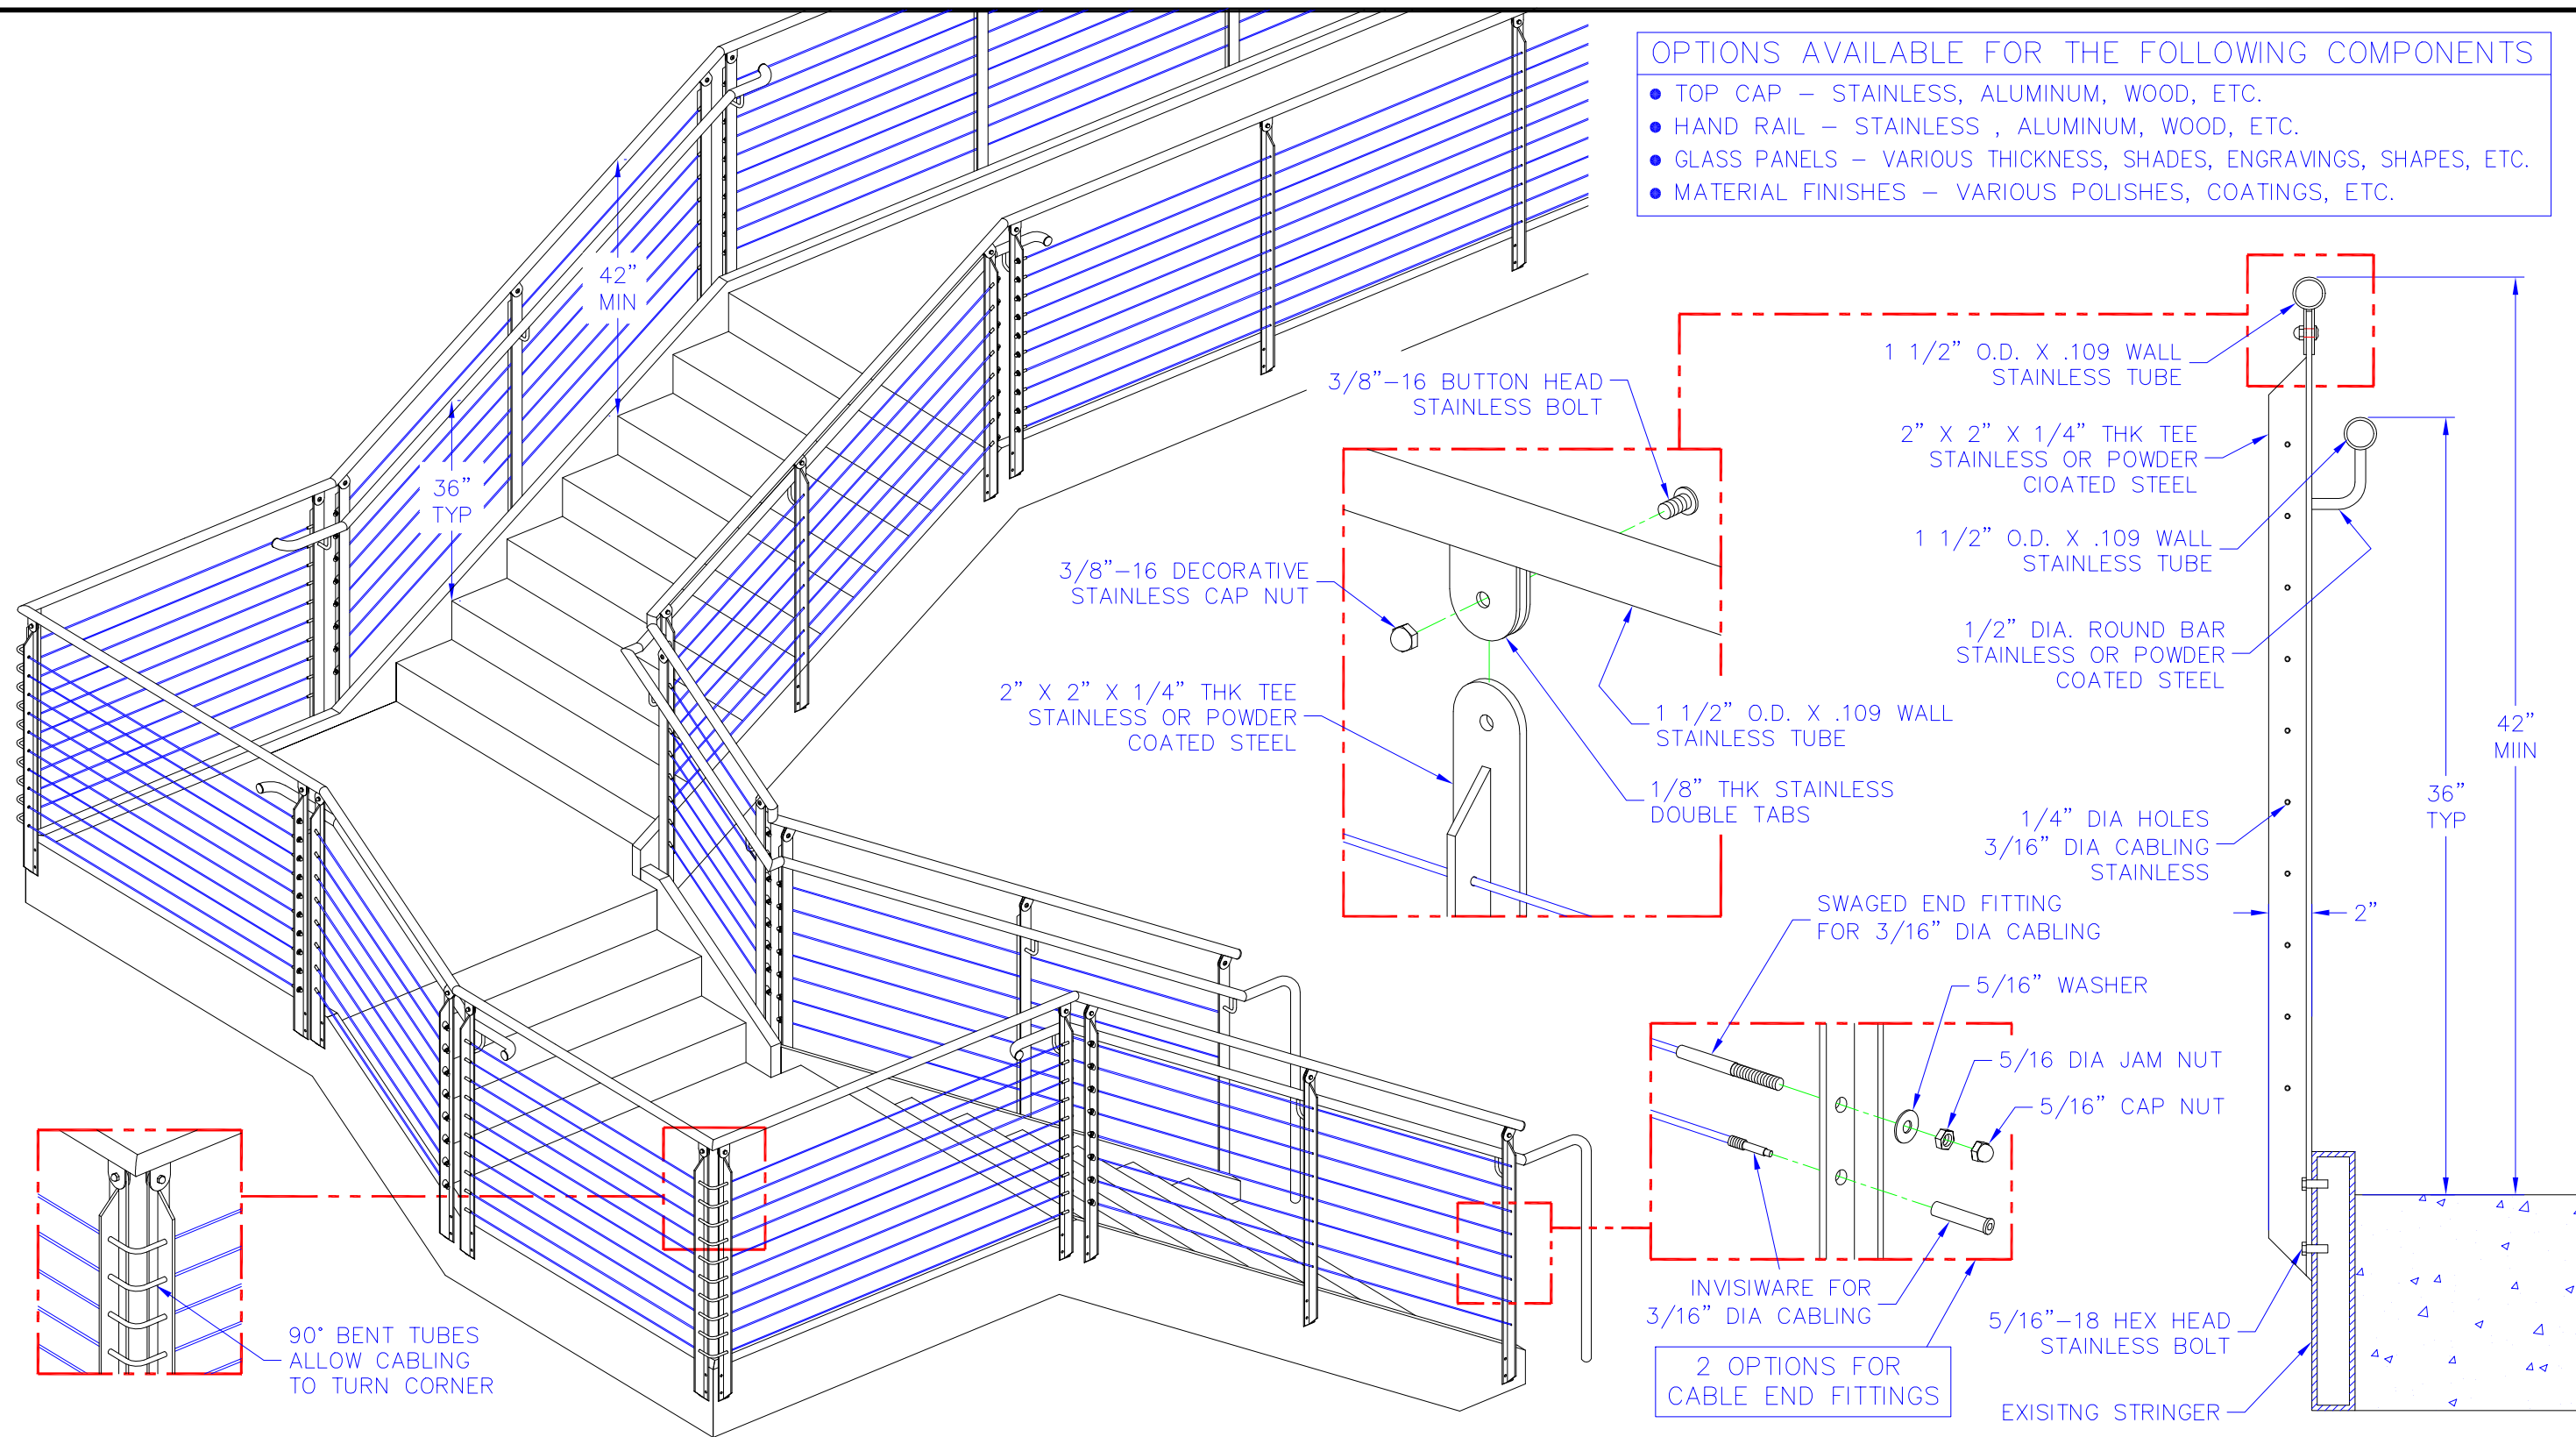 OPTIONS AVAILABLE FOR THE FOLLOWING COMPONENTS
• TOP CAP – STAINLESS, ALUMINUM, WOOD, ETC.
• HAND RAIL – STAINLESS , ALUMINUM, WOOD, ETC.
• GLASS PANELS – VARIOUS THICKNESS, SHADES, ENGRAVINGS, SHAPES, ETC.
• MATERIAL FINISHES – VARIOUS POLISHES, COATINGS, ETC.
42”
MIN
36”
TYP
3/8”–16 BUTTON HEAD
STAINLESS BOLT
3/8”–16 DECORATIVE
STAINLESS CAP NUT
2” X 2” X 1/4” THK TEE
STAINLESS OR POWDER
COATED STEEL
1 1/2” O.D. X .109 WALL
STAINLESS TUBE
1/8” THK STAINLESS
DOUBLE TABS
1 1/2” O.D. X .109 WALL
STAINLESS TUBE
2” X 2” X 1/4” THK TEE
STAINLESS OR POWDER
CIOATED STEEL
1 1/2” O.D. X .109 WALL
STAINLESS TUBE
1/2” DIA. ROUND BAR
STAINLESS OR POWDER
COATED STEEL
42”
MIIN
36”
TYP
1/4” DIA HOLES
3/16” DIA CABLING
STAINLESS
2”
SWAGED END FITTING
FOR 3/16” DIA CABLING
5/16” WASHER
5/16 DIA JAM NUT
5/16” CAP NUT
INVISIWARE FOR
3/16” DIA CABLING
2 OPTIONS FOR
CABLE END FITTINGS
5/16”–18 HEX HEAD
STAINLESS BOLT
EXISITNG STRINGER
90° BENT TUBES
ALLOW CABLING
TO TURN CORNER